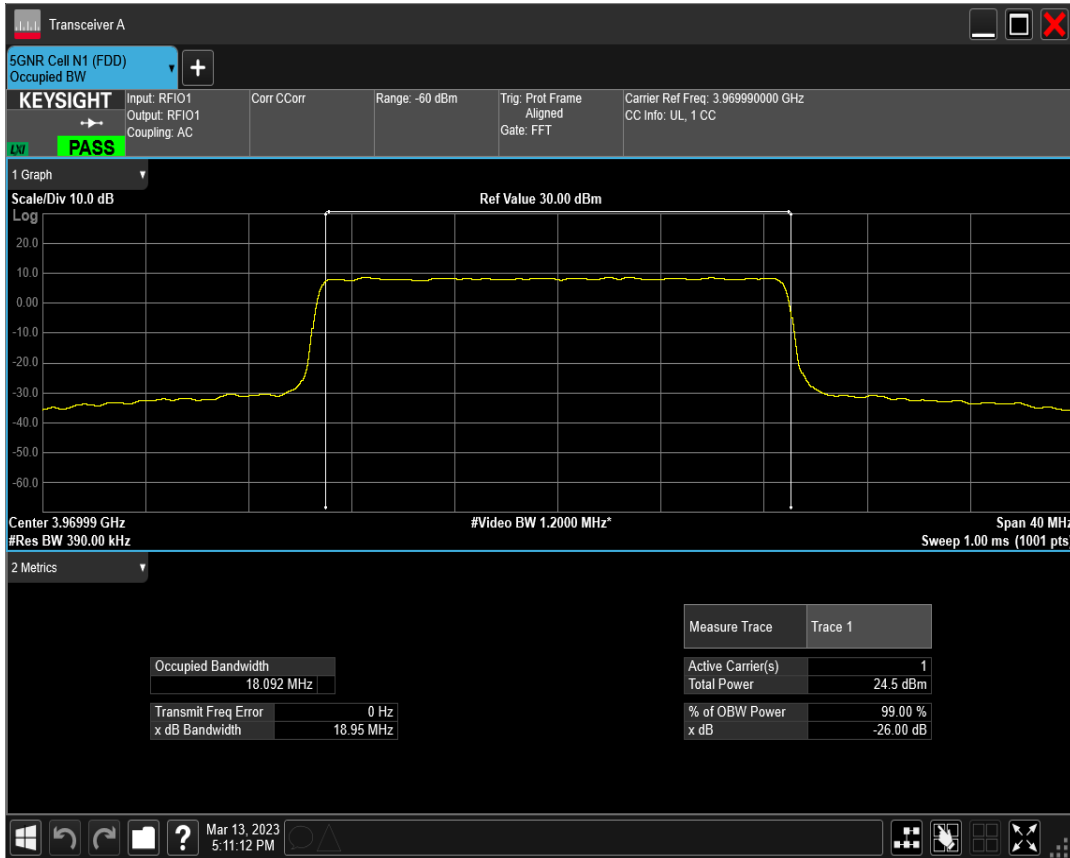 Transceiver A
5GNR Cell N1 (FDD)
Occupied BW
+
KEYSIGHT
LXI
PASS
Input: RFIO1
Output: RFIO1
Coupling: AC
Corr CCorr
Range: -60 dBm
Trig: Prot Frame
Aligned
Gate: FFT
Carrier Ref Freq: 3.969990000 GHz
CC Info: UL, 1 CC
1 Graph
Scale/Div 10.0 dB
Ref Value 30.00 dBm
Log
20.0
10.0
0.00
-10.0
-20.0
-30.0
-40.0
-50.0
-60.0
Center 3.96999 GHz
#Video BW 1.2000 MHz*
Span 40 MHz
#Res BW 390.00 kHz
Sweep 1.00 ms (1001 pts)
2 Metrics
Measure Trace Trace 1
Occupied Bandwidth
18.092 MHz
Active Carrier(s) 1
Total Power 24.5 dBm
Transmit Freq Error 0 Hz
x dB Bandwidth 18.95 MHz
% of OBW Power 99.00 %
x dB -26.00 dB
?
Mar 13, 2023
5:11:12 PM